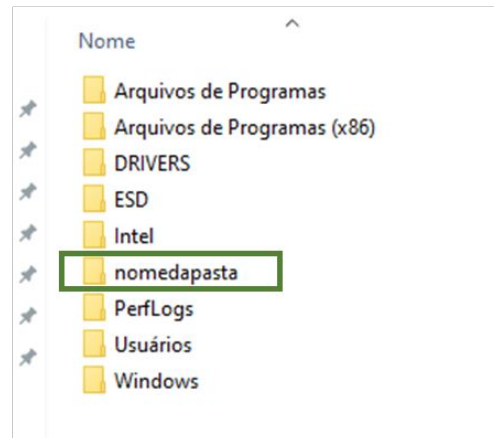 Nome
Arquivos de Programas
Arquivos de Programas (x86)
DRIVERS
ESD
Intel
nomedapasta
PerfLogs
Usuários
Windows